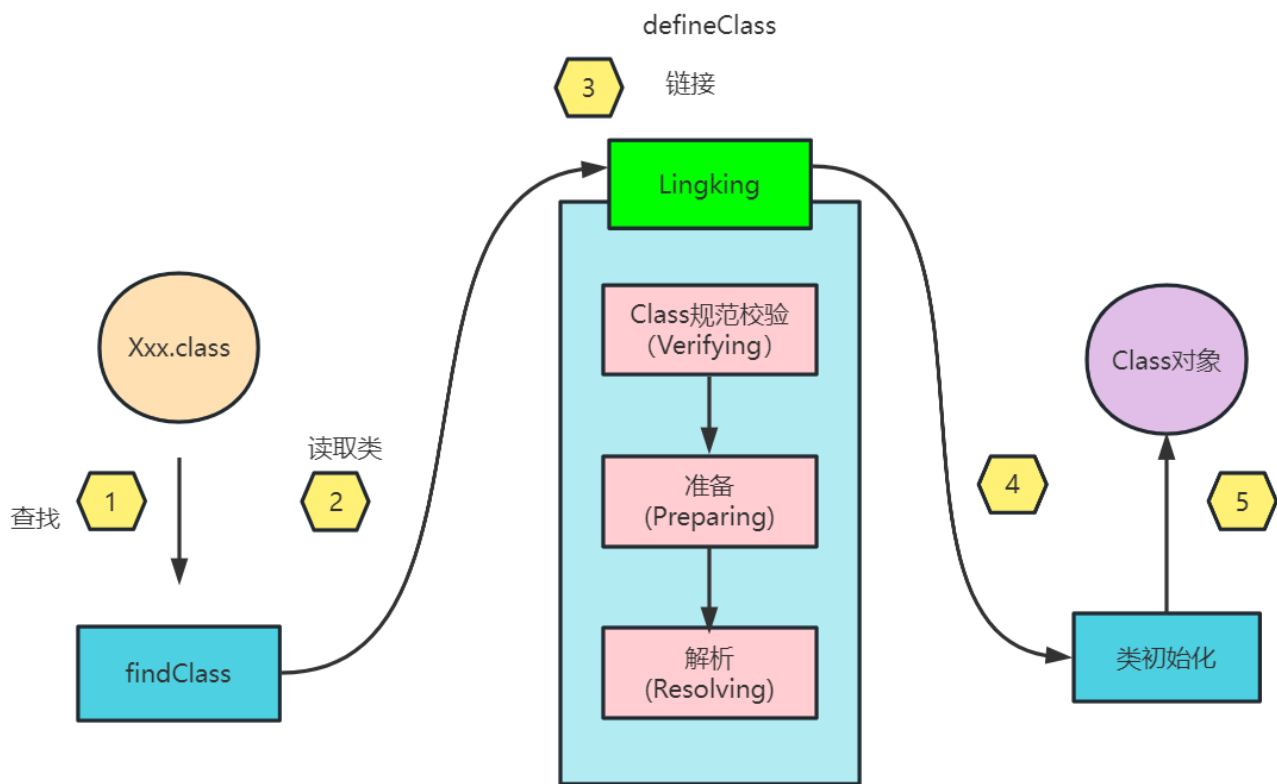 defineClass
3
链接
Lingking
Xxx.class
Class规范校验
（Verifying）
Class对象
读取类
查找
1
2
准备
(Preparing)
4
5
findClass
解析
(Resolving)
类初始化